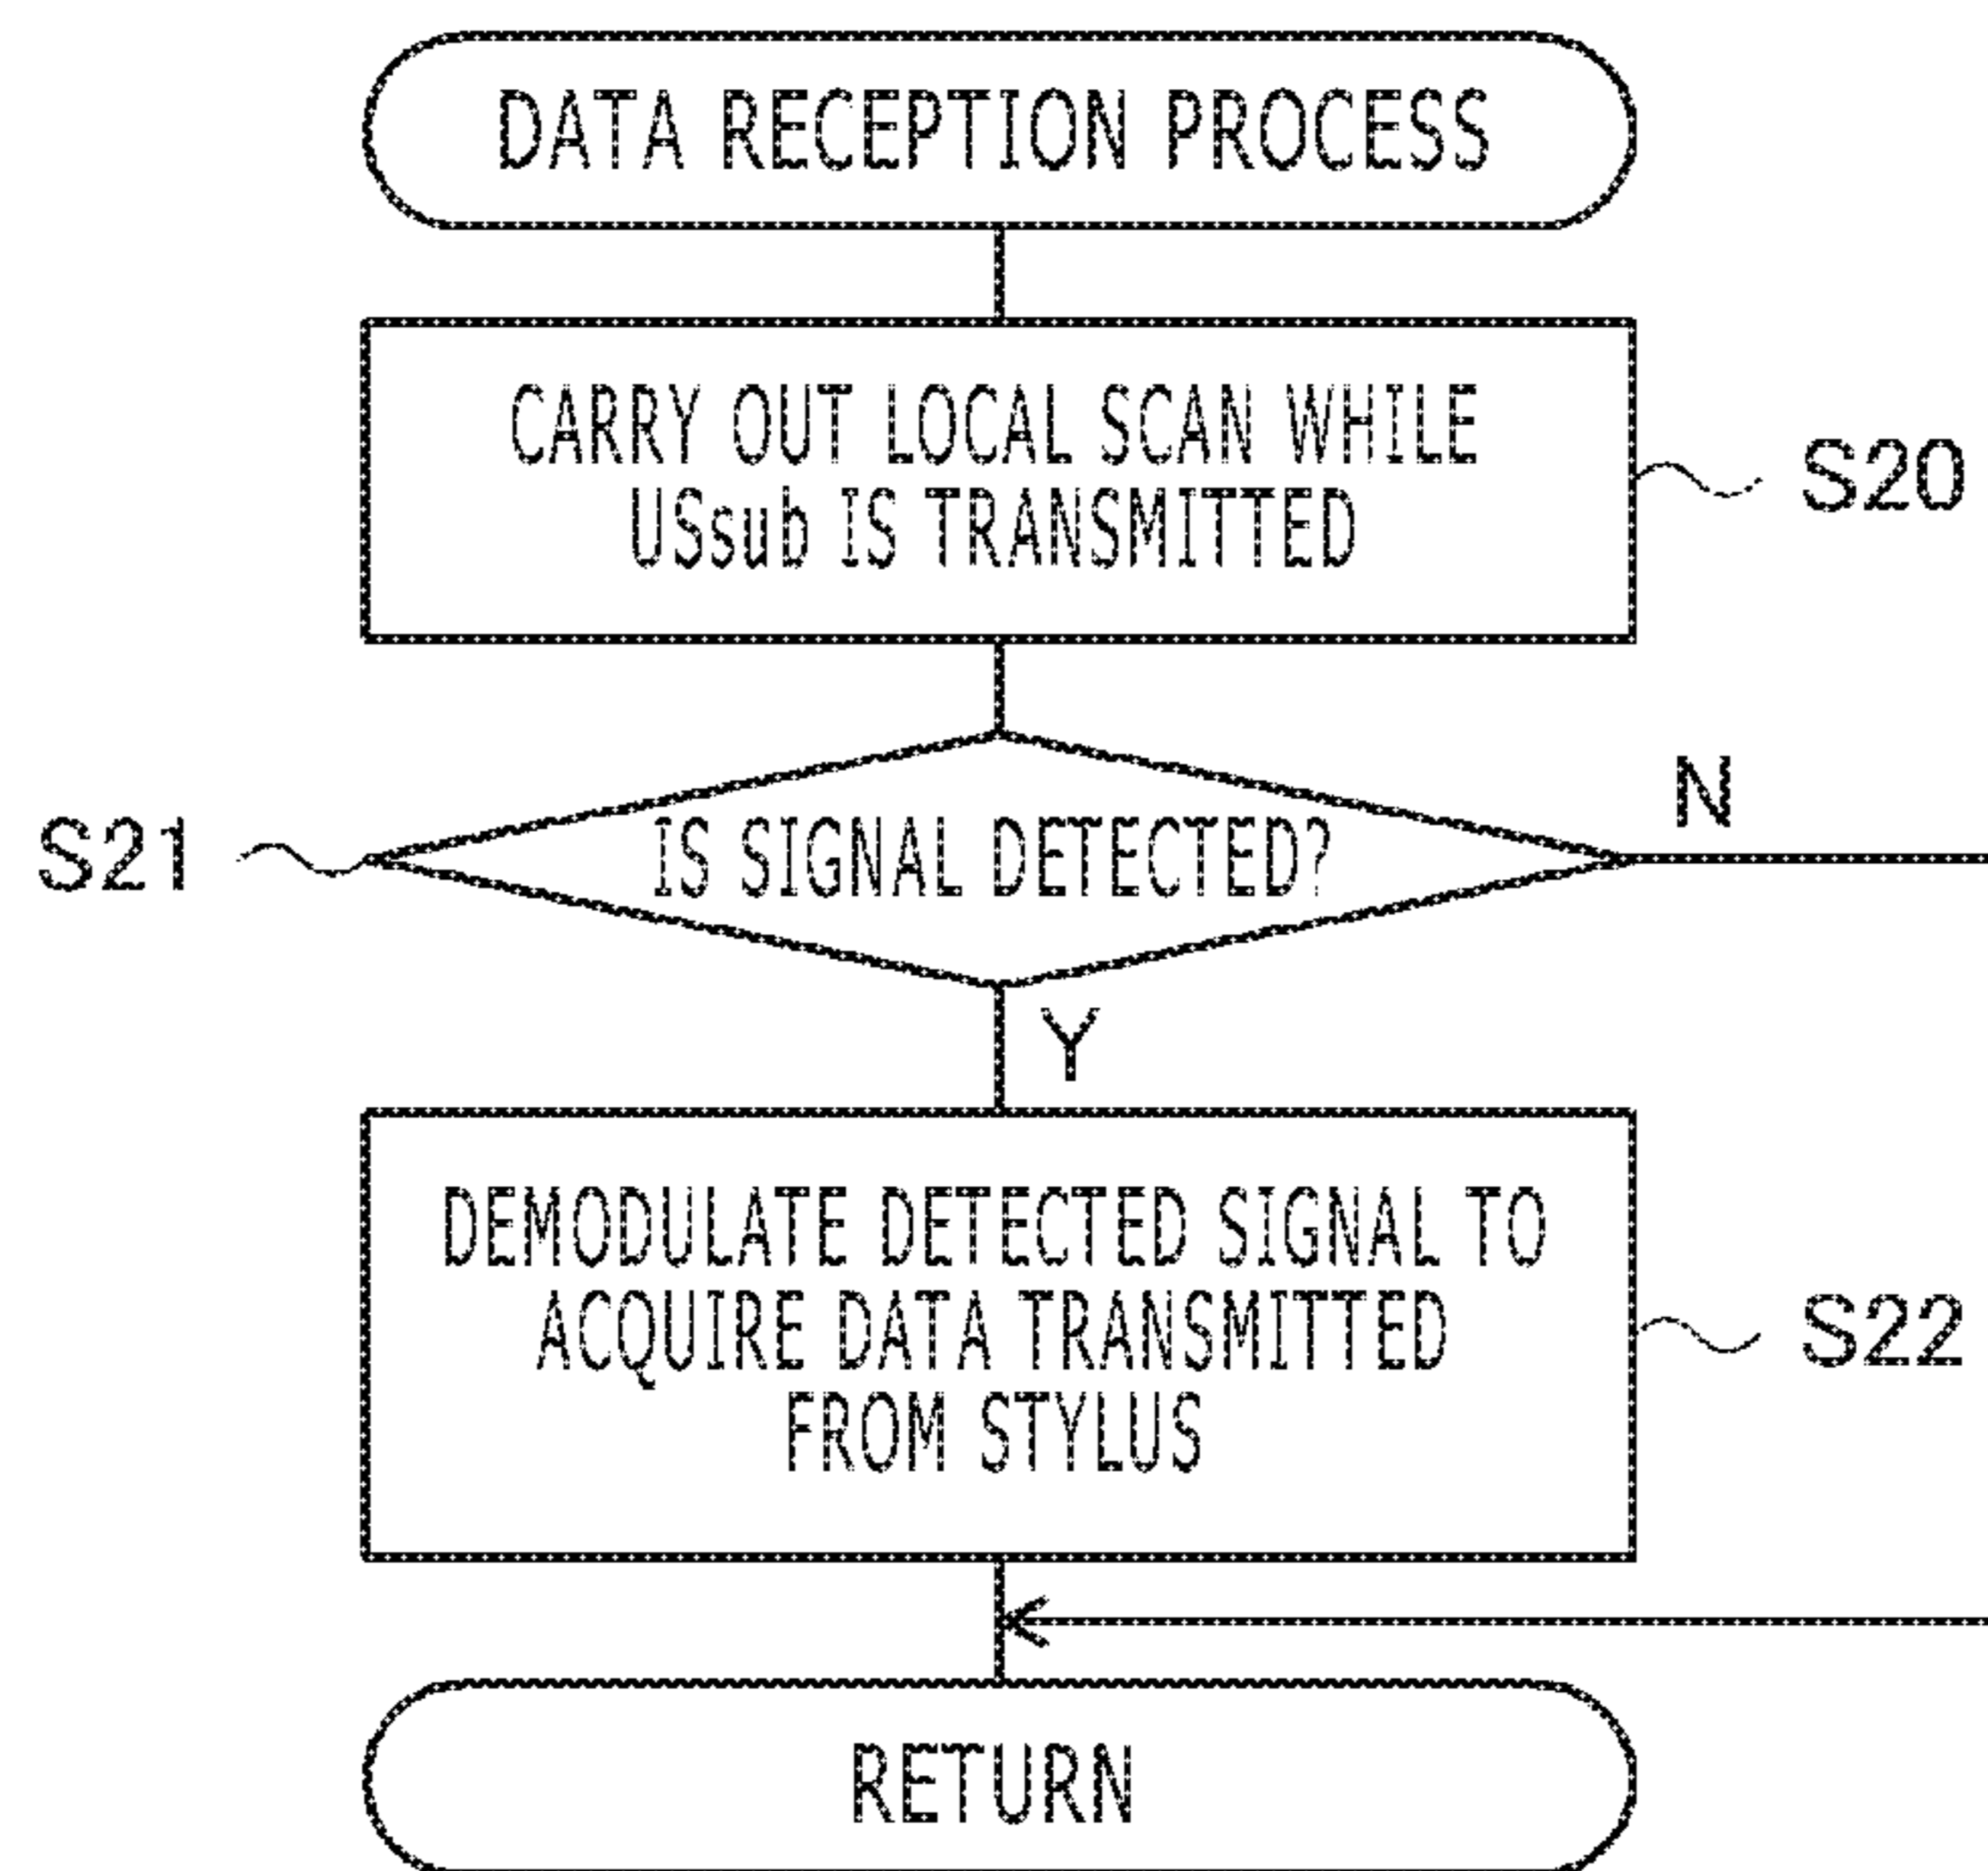 DATA RECEPTION PROCESS
CARRY OUT LOCAL SCAN WHILE
USsub IS TRANSMITTED
S20
N
S21
IS SIGNAL DETECTED?
Y
DEMODULATE DETECTED SIGNAL TO
ACQUIRE DATA TRANSMITTED
FROM STYLUS
S22
RETURN